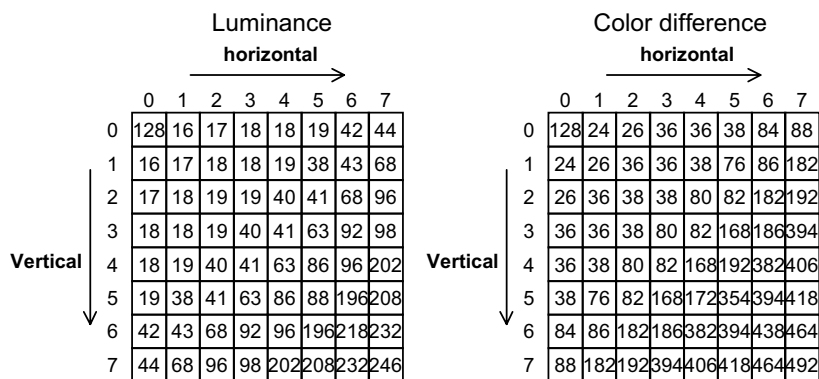 Luminance Color difference
horizontal horizontal
0 1 2 3 4 5 6 7 0 1 2 3 4 5 6 7
0 128 16 17 18 18 19 42 44 0 128 24 26 36 36 38 84 88
1 16 17 18 18 19 38 43 68 1 24 26 36 36 38 76 86 182
2 17 18 19 19 40 41 68 96 2 26 36 38 38 80 82 182 192
3 18 18 19 40 41 63 92 98 3 36 36 38 80 82 168 186 394
Vertical 4 18 19 40 41 63 86 96 202 Vertical 4 36 38 80 82 168 192 382 406
5 19 38 41 63 86 88 196 208 5 38 76 82 168 172 354 394 418
6 42 43 68 92 96 196 218 232 6 84 86 182 186 382 394 438 464
7 44 68 96 98 202 208 232 246 7 88 182 192 394 406 418 464 492